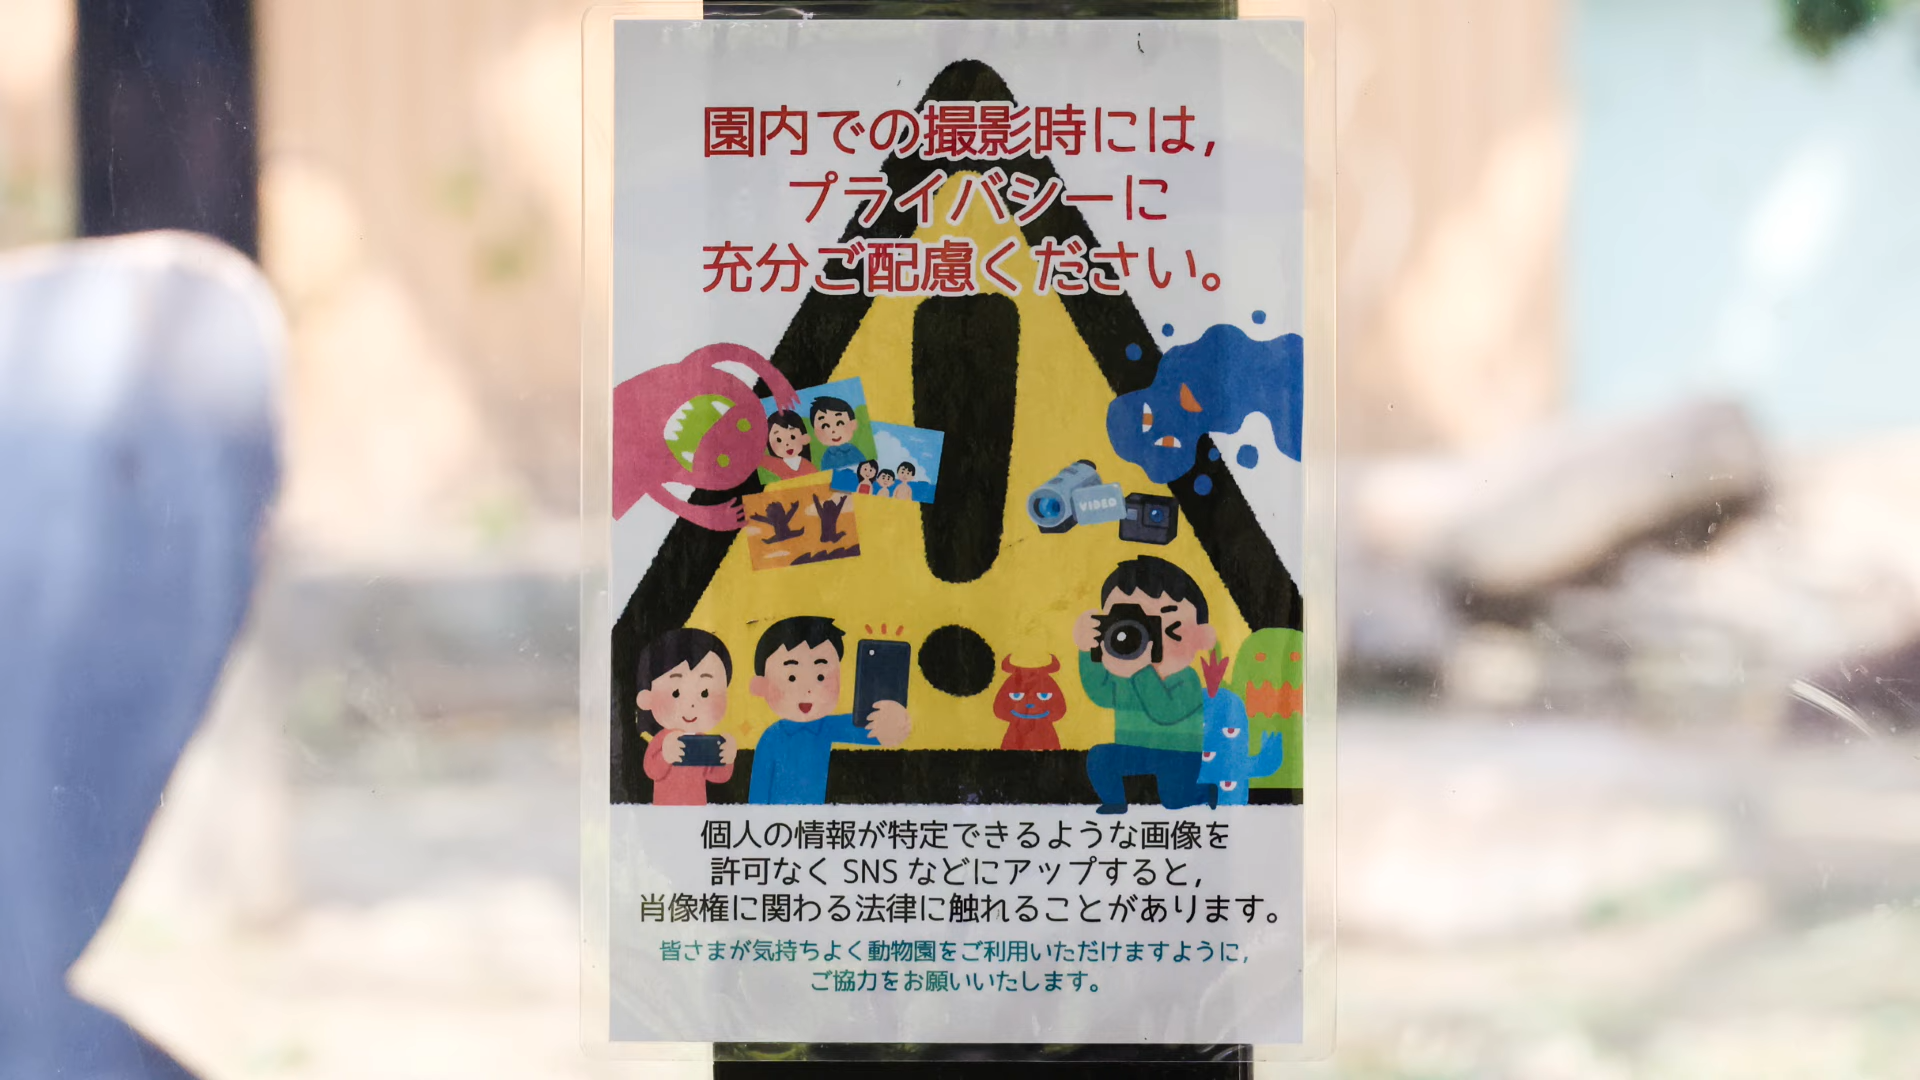 園内での撮影時には,
プライバシーに
充分ご配慮ください。
VIDEO
個人の情報が特定できるような画像を
許可なく SNS などにアップすると,
肖像権に関わる法律に触れることがあります。
皆さまが気持ちよく動物園をご利用いただけますように,
ご協力をお願いいたします。